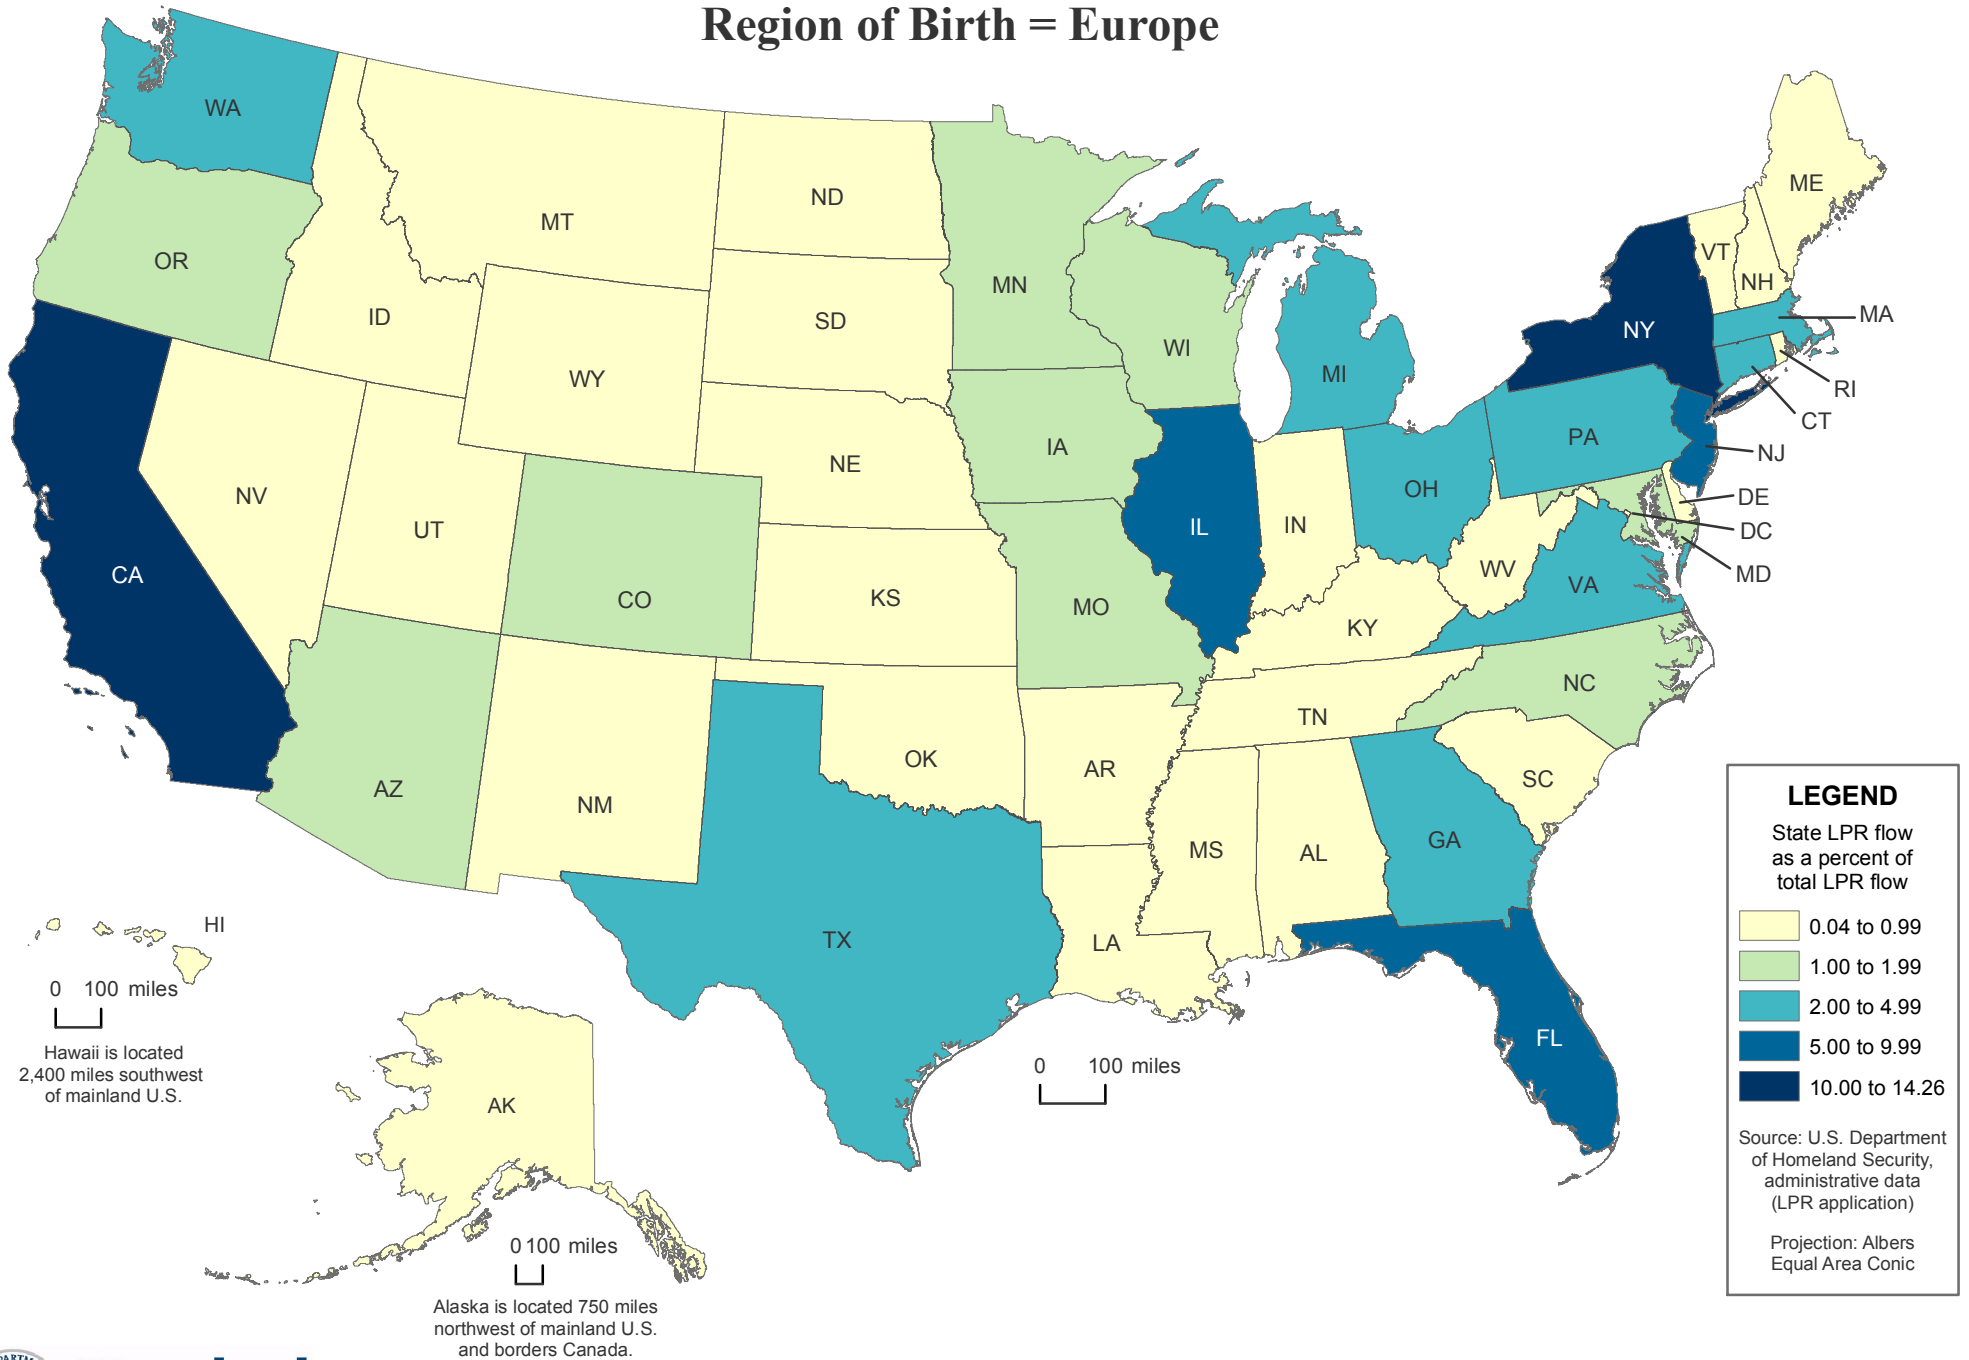 Region of Birth = Europe
WA
OR
CA
ID
NV
MT
WY
UT
AZ
CO
NM
ND
SD
NE
KS
OK
TX
MN
IA
MO
AR
LA
WI
IL
MI
IN
OH
KY
TN
MS
AL
GA
FL
SC
NC
VA
WV
PA
NY
VT
NH
ME
MA
RI
CT
NJ
DE
DC
MD
HI
0 100 miles
Hawaii is located
2,400 miles southwest
of mainland U.S.
AK
0 100 miles
Alaska is located 750 miles
northwest of mainland U.S.
and borders Canada.
0 100 miles
LEGEND
State LPR flow
as a percent of
total LPR flow
0.04 to 0.99
1.00 to 1.99
2.00 to 4.99
5.00 to 9.99
10.00 to 14.26
Source: U.S. Department
of Homeland Security,
administrative data
(LPR application)
Projection: Albers
Equal Area Conic